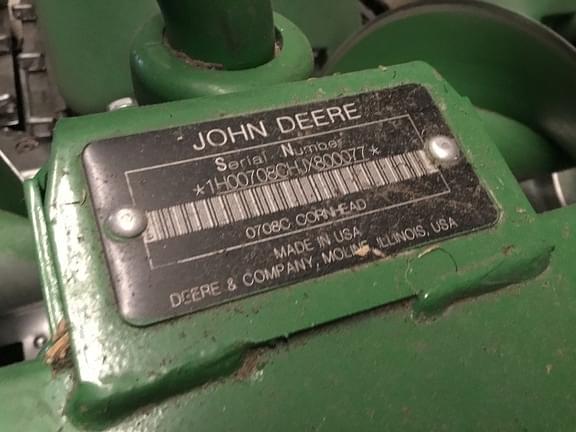 JOHN DEERE
Serial Number
*1H00708CHJX800077*
0708C CORNHEAD
MADE IN USA
DEERE & COMPANY, MOLINE, ILLINOIS, USA